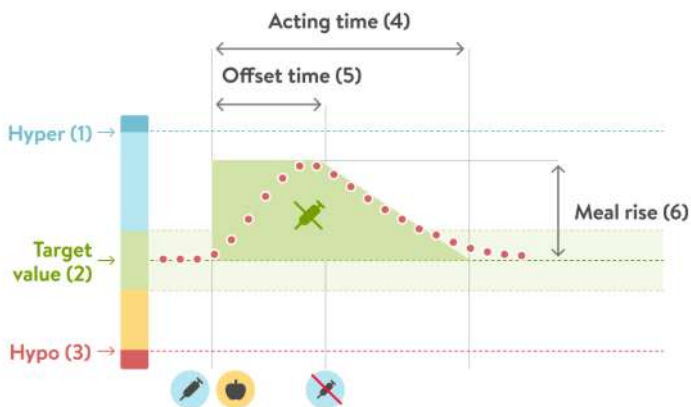 Acting time (4)
Offset time (5)
Hyper (1)
Meal rise (6)
Target
value (2)
Hypo (3)